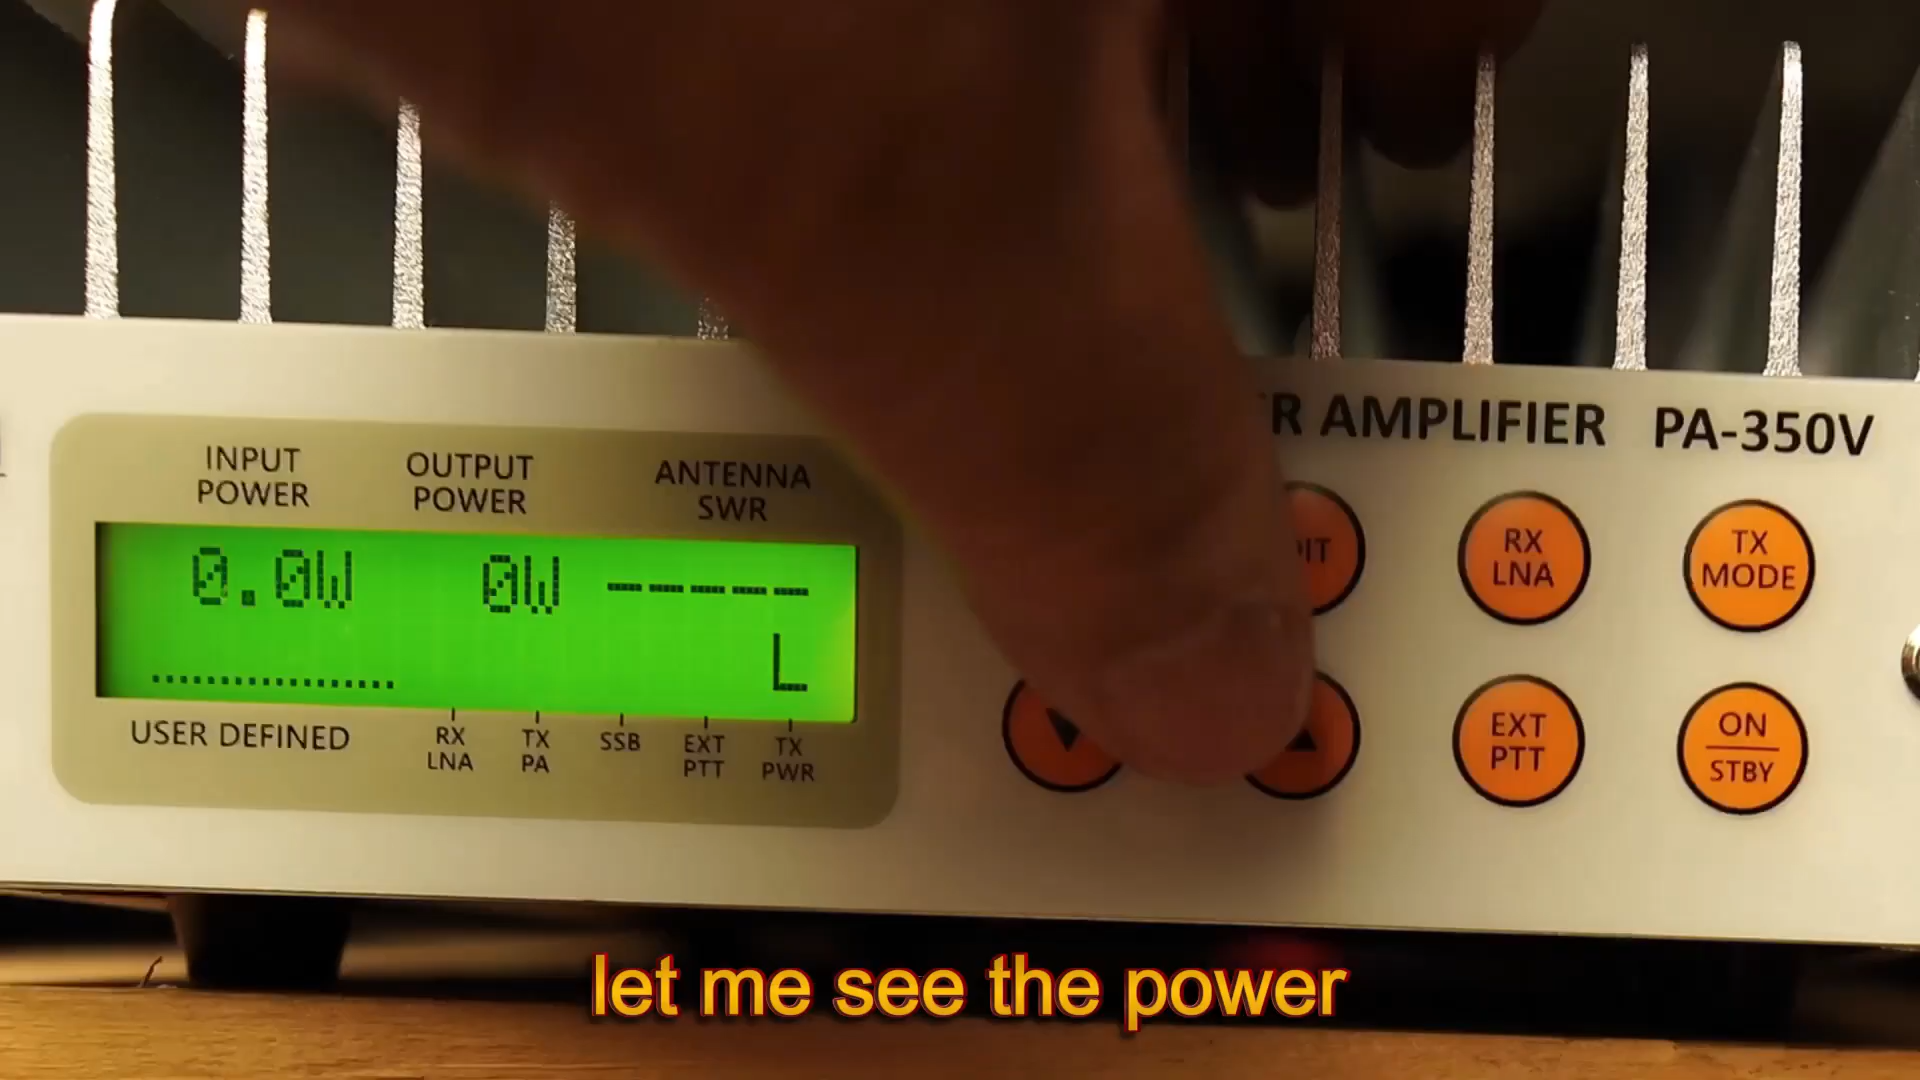 R AMPLIFIER PA-350V
INPUT
POWER
OUTPUT
POWER
ANTENNA
SWR
0.0W 0W -----
L
................
USER DEFINED
RX
LNA
TX
PA
SSB
EXT
PTT
TX
PWR
IT
RX
LNA
TX
MODE
EXT
PTT
ON
STBY
let me see the power